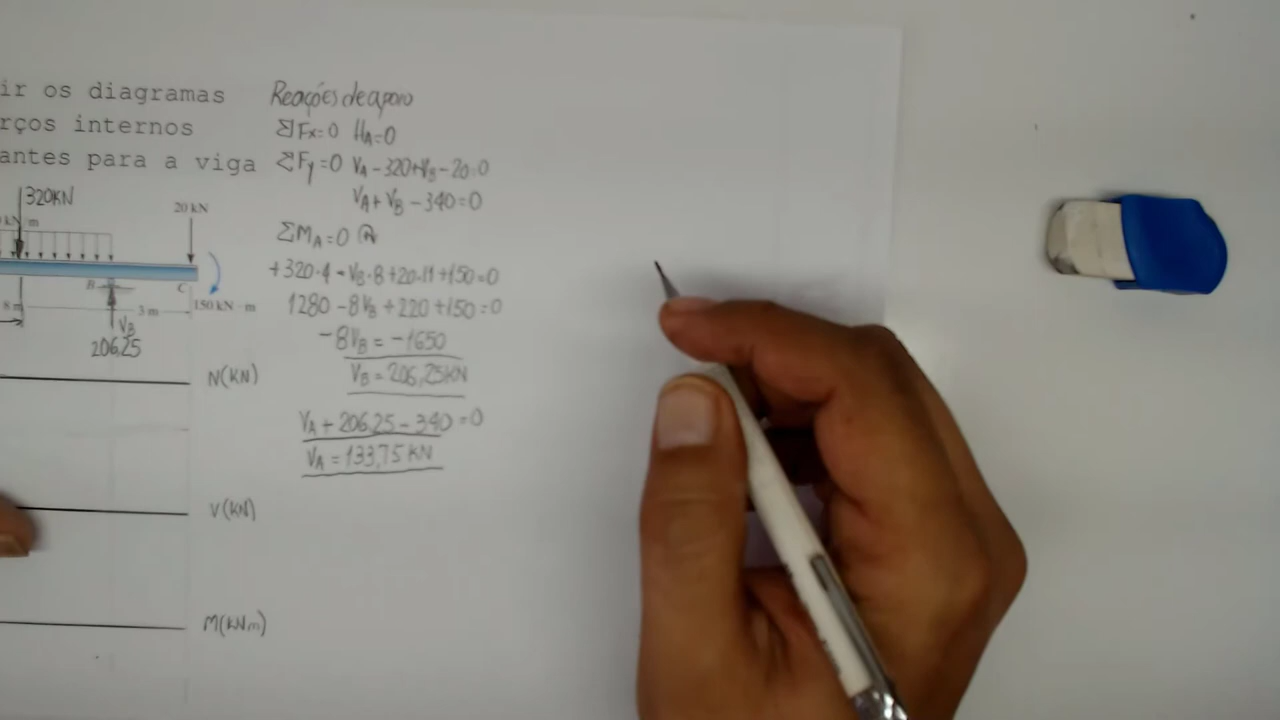 ir os diagramas
rços internos
antes para a viga
320KN
20 kN
m
B
C
8 m
3 m
150 kN · m
VB
206,25
N(KN)
V(KN)
M(KNm)
Reações de apoio
ΣFx=0 HA=0
ΣFy=0 VA-320+VB-20=0
VA+VB-340=0
ΣMA=0
+320·4-VB·8+20·11+150=0
1280-8VB+220+150=0
-8VB=-1650
VB=206,25KN
VA+206,25-340=0
VA=133,75KN